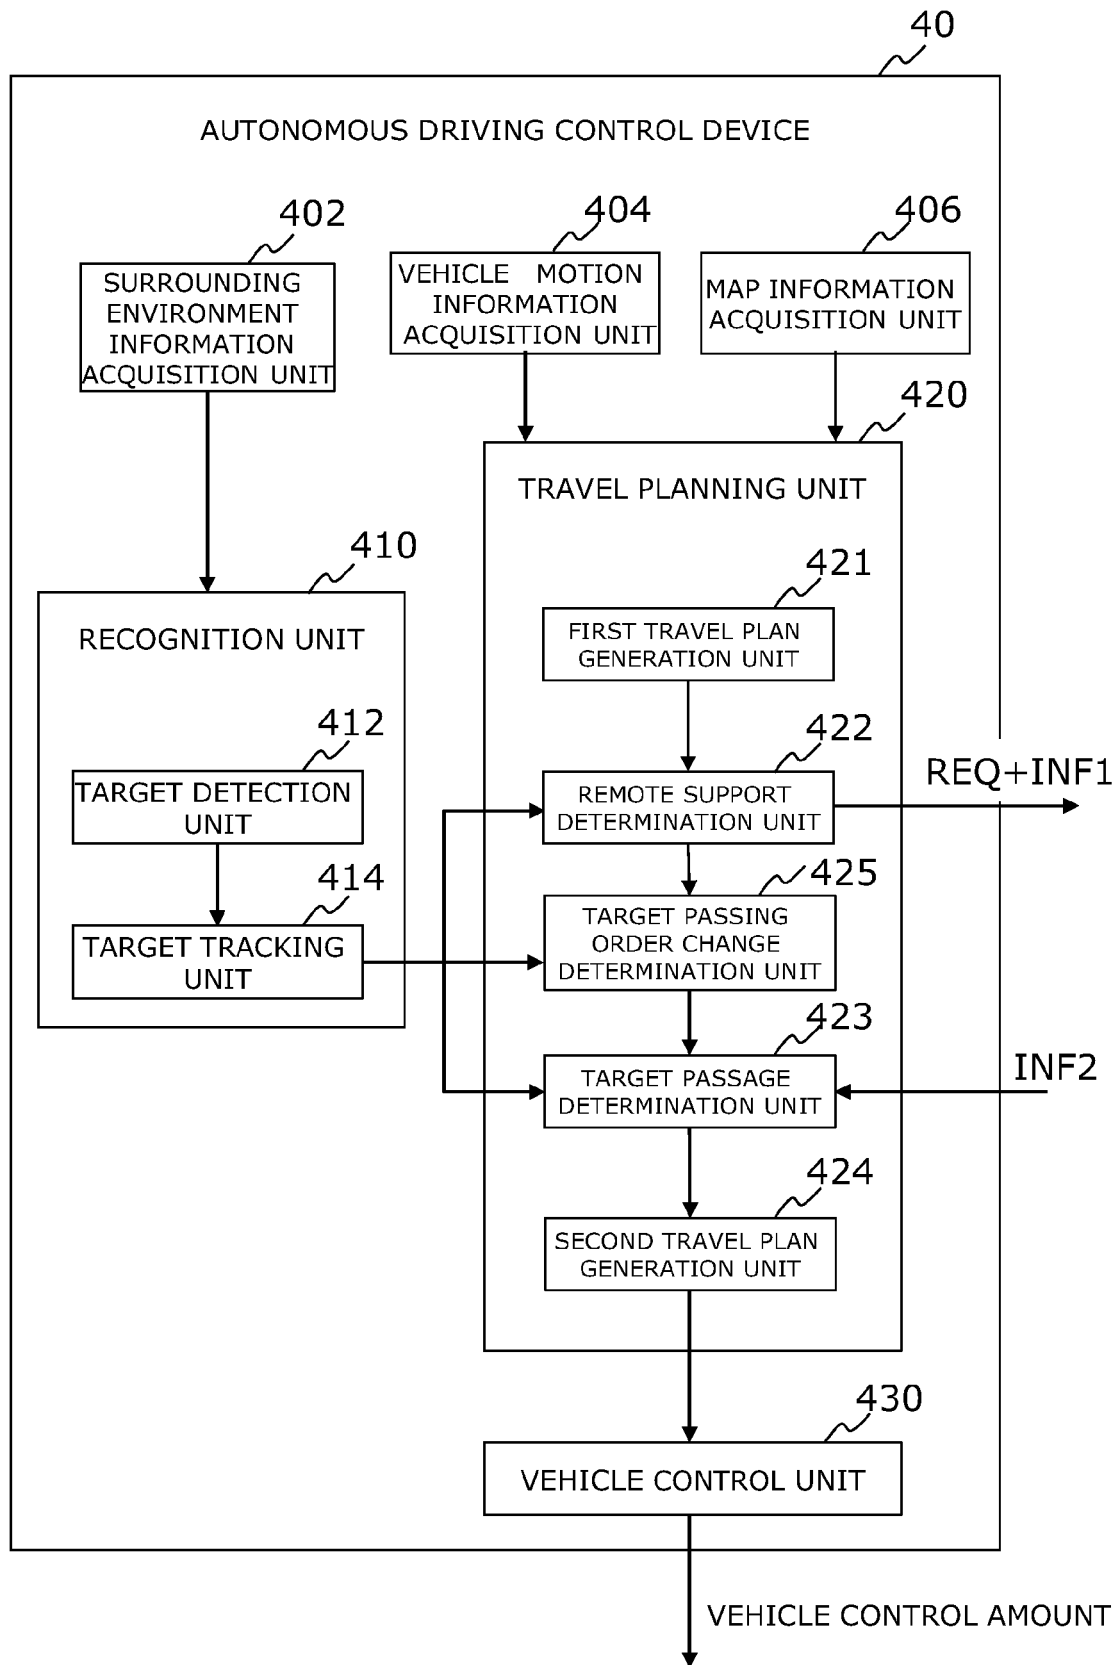 40
AUTONOMOUS DRIVING CONTROL DEVICE
402
404
406
SURROUNDING
ENVIRONMENT
INFORMATION
ACQUISITION UNIT
VEHICLE MOTION
INFORMATION
ACQUISITION UNIT
MAP INFORMATION
ACQUISITION UNIT
420
TRAVEL PLANNING UNIT
410
RECOGNITION UNIT
421
FIRST TRAVEL PLAN
GENERATION UNIT
412
TARGET DETECTION
UNIT
422
REMOTE SUPPORT
DETERMINATION UNIT
REQ+INF1
414
TARGET TRACKING
UNIT
425
TARGET PASSING
ORDER CHANGE
DETERMINATION UNIT
423
TARGET PASSAGE
DETERMINATION UNIT
INF2
424
SECOND TRAVEL PLAN
GENERATION UNIT
430
VEHICLE CONTROL UNIT
VEHICLE CONTROL AMOUNT